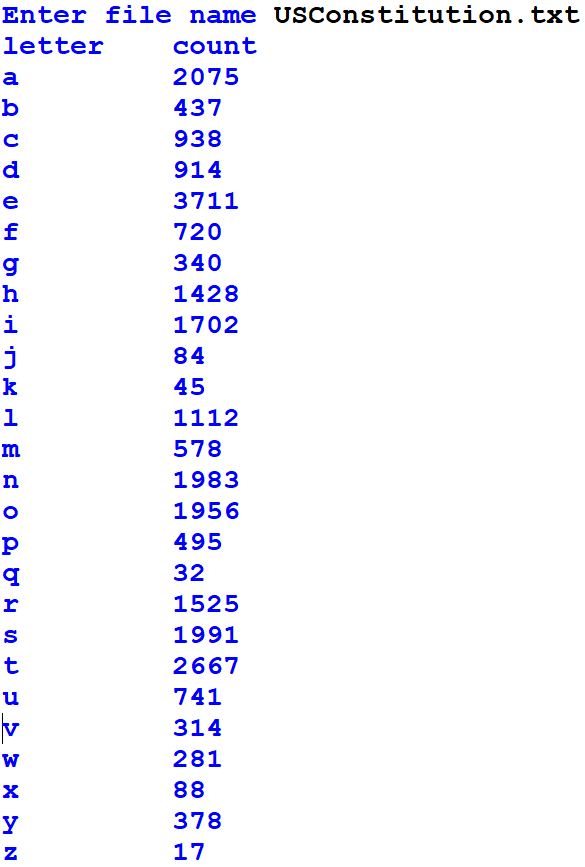 Enter file name USConstitution.txt
letter count
a 2075
b 437
c 938
d 914
e 3711
f 720
g 340
h 1428
i 1702
j 84
k 45
l 1112
m 578
n 1983
o 1956
p 495
q 32
r 1525
s 1991
t 2667
u 741
v 314
w 281
x 88
y 378
z 17